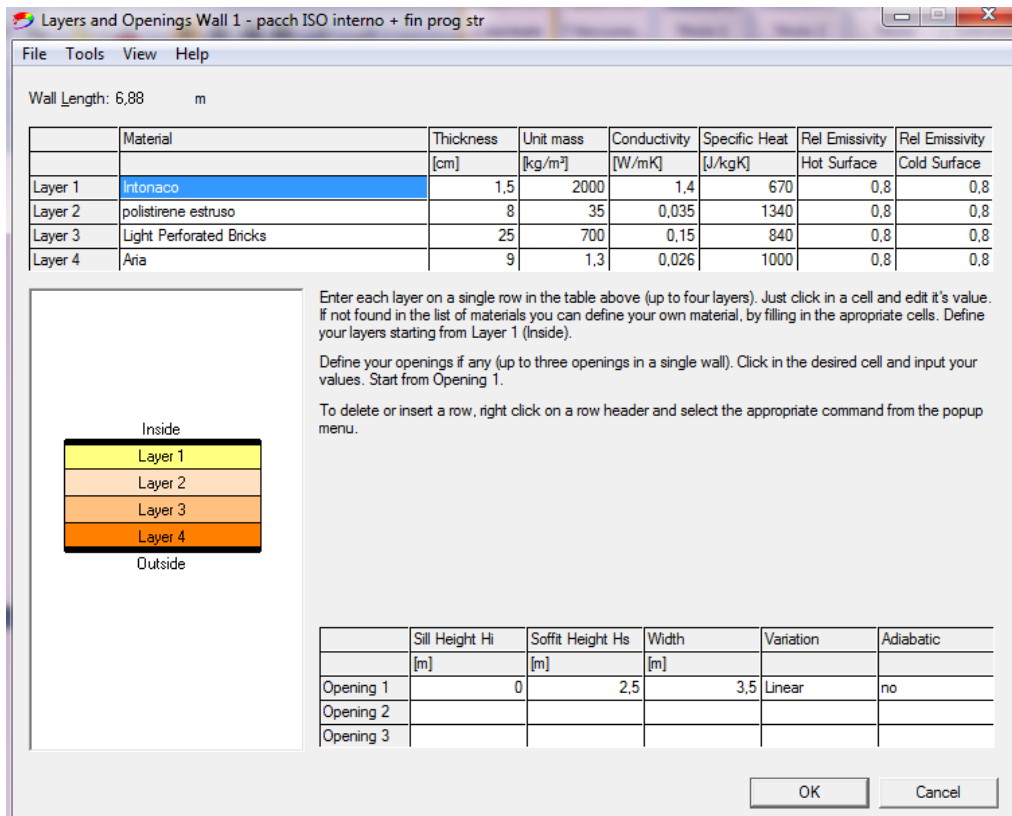 Layers and Openings Wall 1 - pacch ISO interno + fin prog str
File Tools View Help
Wall Length: 6,88 m
Material Thickness Unit mass Conductivity Specific Heat Rel Emissivity Rel Emissivity
[cm] [kg/m³] [W/mK] [J/kgK] Hot Surface Cold Surface
Layer 1 Intonaco 1,5 2000 1,4 670 0,8 0,8
Layer 2 polistirene estruso 8 35 0,035 1340 0,8 0,8
Layer 3 Light Perforated Bricks 25 700 0,15 840 0,8 0,8
Layer 4 Aria 9 1,3 0,026 1000 0,8 0,8
Enter each layer on a single row in the table above (up to four layers). Just click in a cell and edit it's value.
If not found in the list of materials you can define your own material, by filling in the apropriate cells. Define
your layers starting from Layer 1 (Inside).
Define your openings if any (up to three openings in a single wall). Click in the desired cell and input your
values. Start from Opening 1.
To delete or insert a row, right click on a row header and select the appropriate command from the popup
menu.
Inside
Layer 1
Layer 2
Layer 3
Layer 4
Outside
Sill Height Hi Soffit Height Hs Width Variation Adiabatic
[m] [m] [m]
Opening 1 0 2,5 3,5 Linear no
Opening 2
Opening 3
OK Cancel